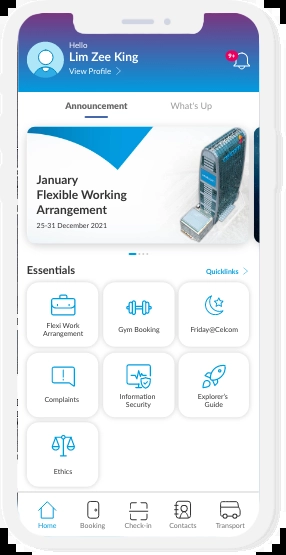 Hello
Lim Zee King
View Profile
9+
Announcement
What's Up
January
Flexible Working
Arrangement
25-31 December 2021
Essentials
Quicklinks
Flexi Work
Arrangement
Gym Booking
Friday@Celcom
Complaints
Information
Security
Explorer's
Guide
Ethics
Home
Booking
Check-in
Contacts
Transport